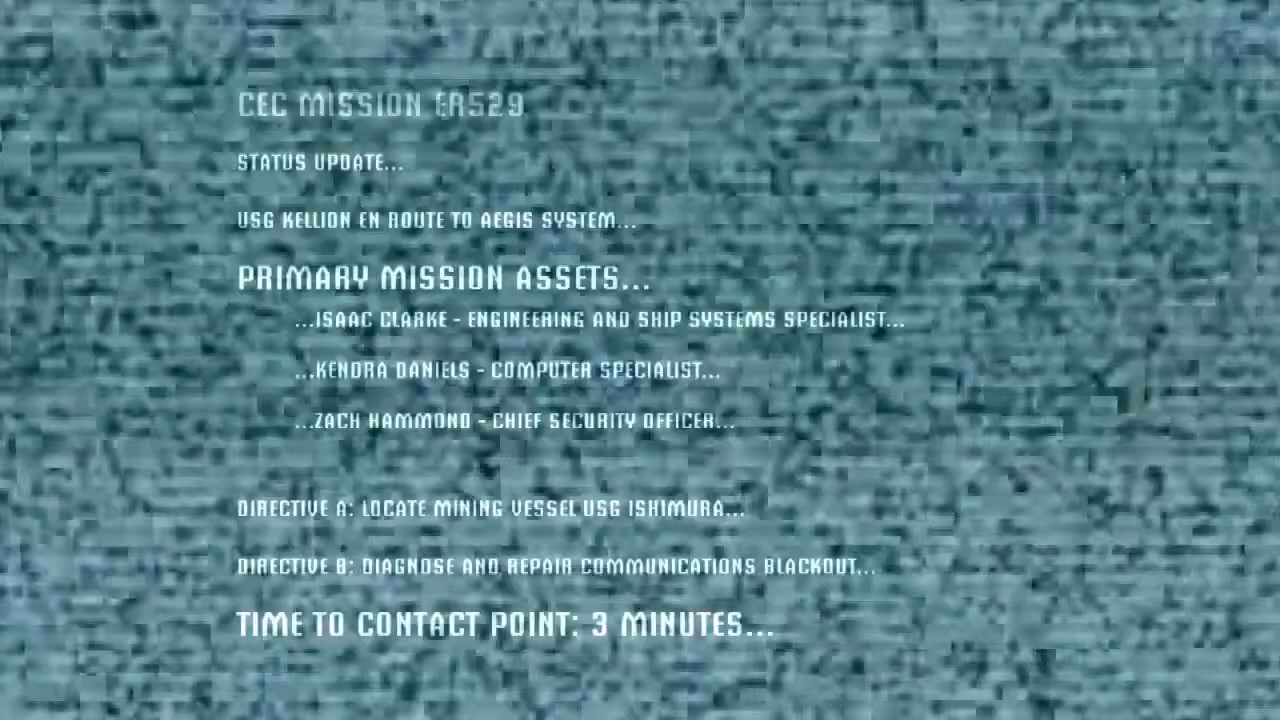 CEC MISSION ER529
STATUS UPDATE...
USG KELLION EN ROUTE TO AEGIS SYSTEM...
PRIMARY MISSION ASSETS...
...ISAAC CLARKE - ENGINEERING AND SHIP SYSTEMS SPECIALIST...
...KENDRA DANIELS - COMPUTER SPECIALIST...
...ZACH HAMMOND - CHIEF SECURITY OFFICER...
DIRECTIVE A: LOCATE MINING VESSEL USG ISHIMURA...
DIRECTIVE B: DIAGNOSE AND REPAIR COMMUNICATIONS BLACKOUT...
TIME TO CONTACT POINT: 3 MINUTES...